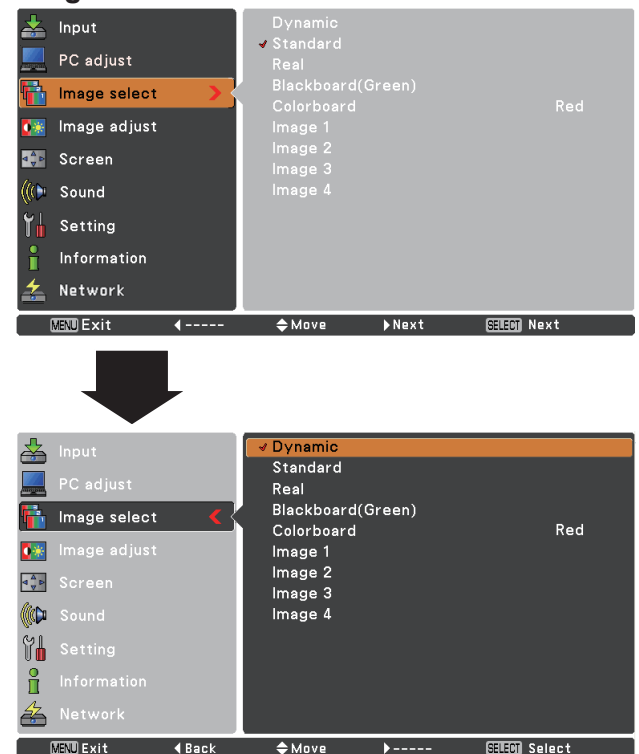 Input
PC adjust
Image select
Image adjust
Screen
Sound
Setting
Information
Network
Dynamic
Standard
Real
Blackboard(Green)
Colorboard Red
Image 1
Image 2
Image 3
Image 4
MENU Exit ----- Move Next SELECT Next
Input
PC adjust
Image select
Image adjust
Screen
Sound
Setting
Information
Network
Dynamic
Standard
Real
Blackboard(Green)
Colorboard Red
Image 1
Image 2
Image 3
Image 4
MENU Exit Back Move ----- SELECT Select